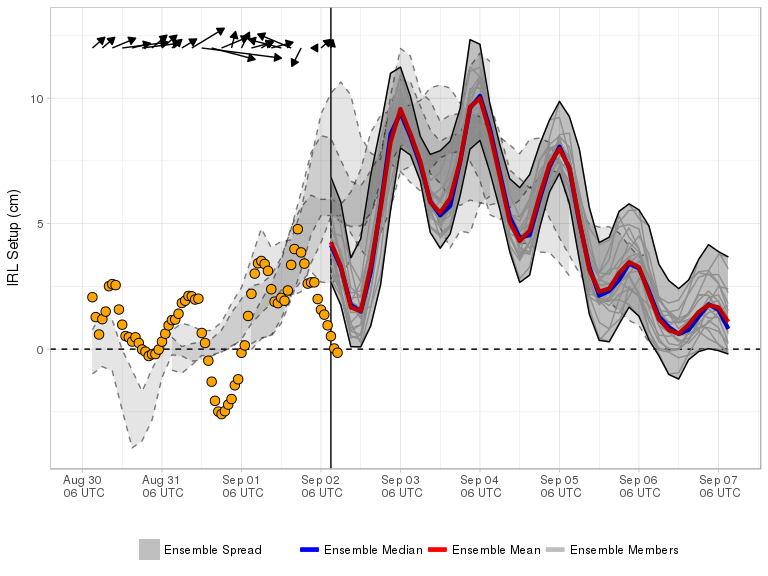 IRL Setup (cm)
10
5
0
Aug 30 Aug 31 Sep 01 Sep 02 Sep 03 Sep 04 Sep 05 Sep 06 Sep 07
06 UTC 06 UTC 06 UTC 06 UTC 06 UTC 06 UTC 06 UTC 06 UTC 06 UTC
Ensemble Spread Ensemble Median Ensemble Mean Ensemble Members